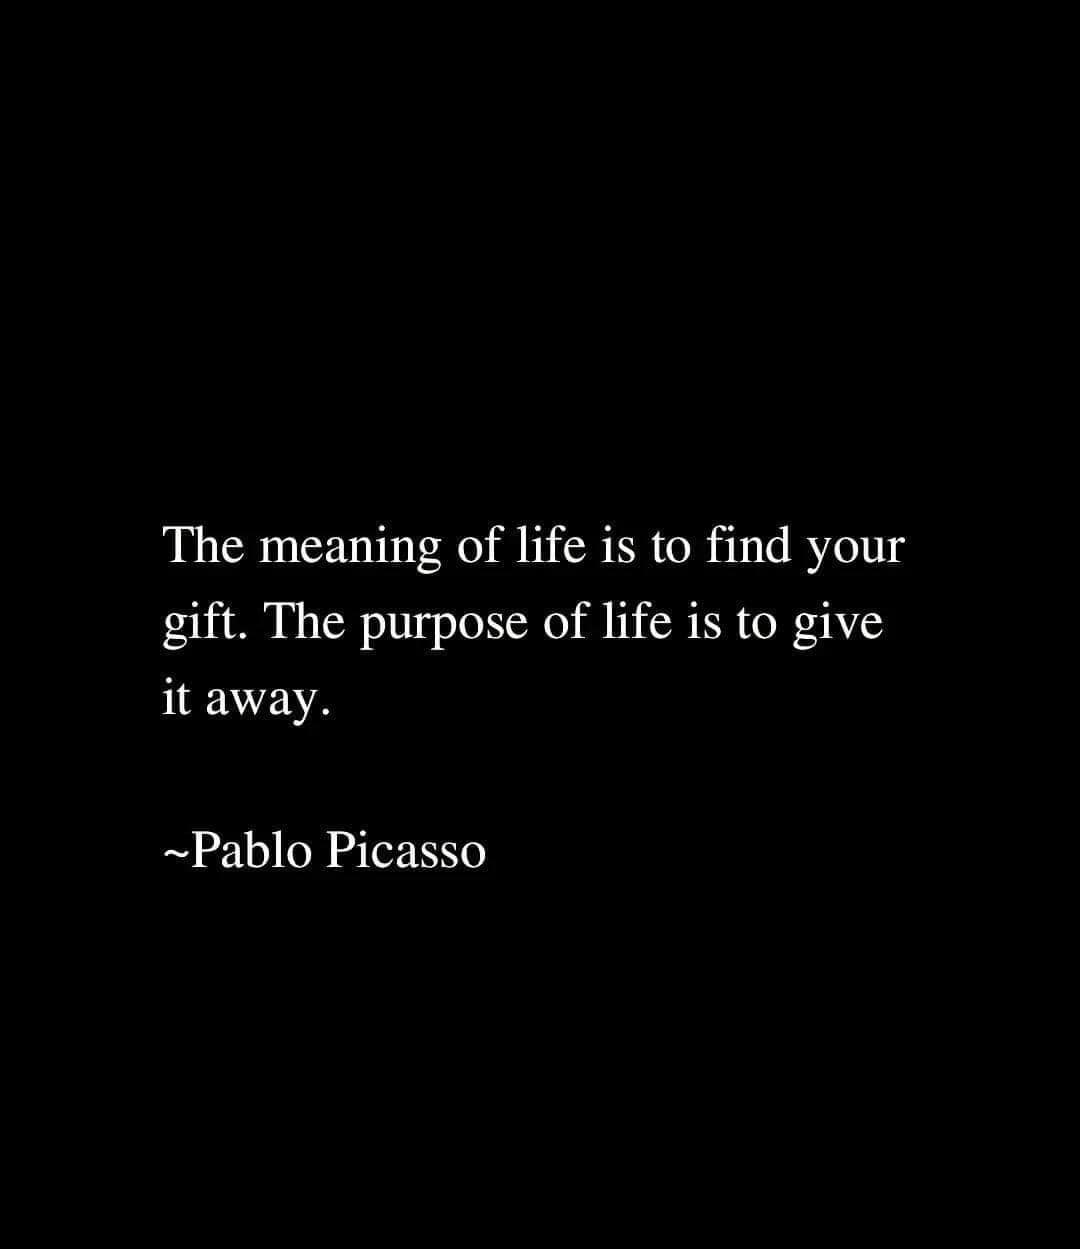 The meaning of life is to find your
gift. The purpose of life is to give
it away.
~Pablo Picasso